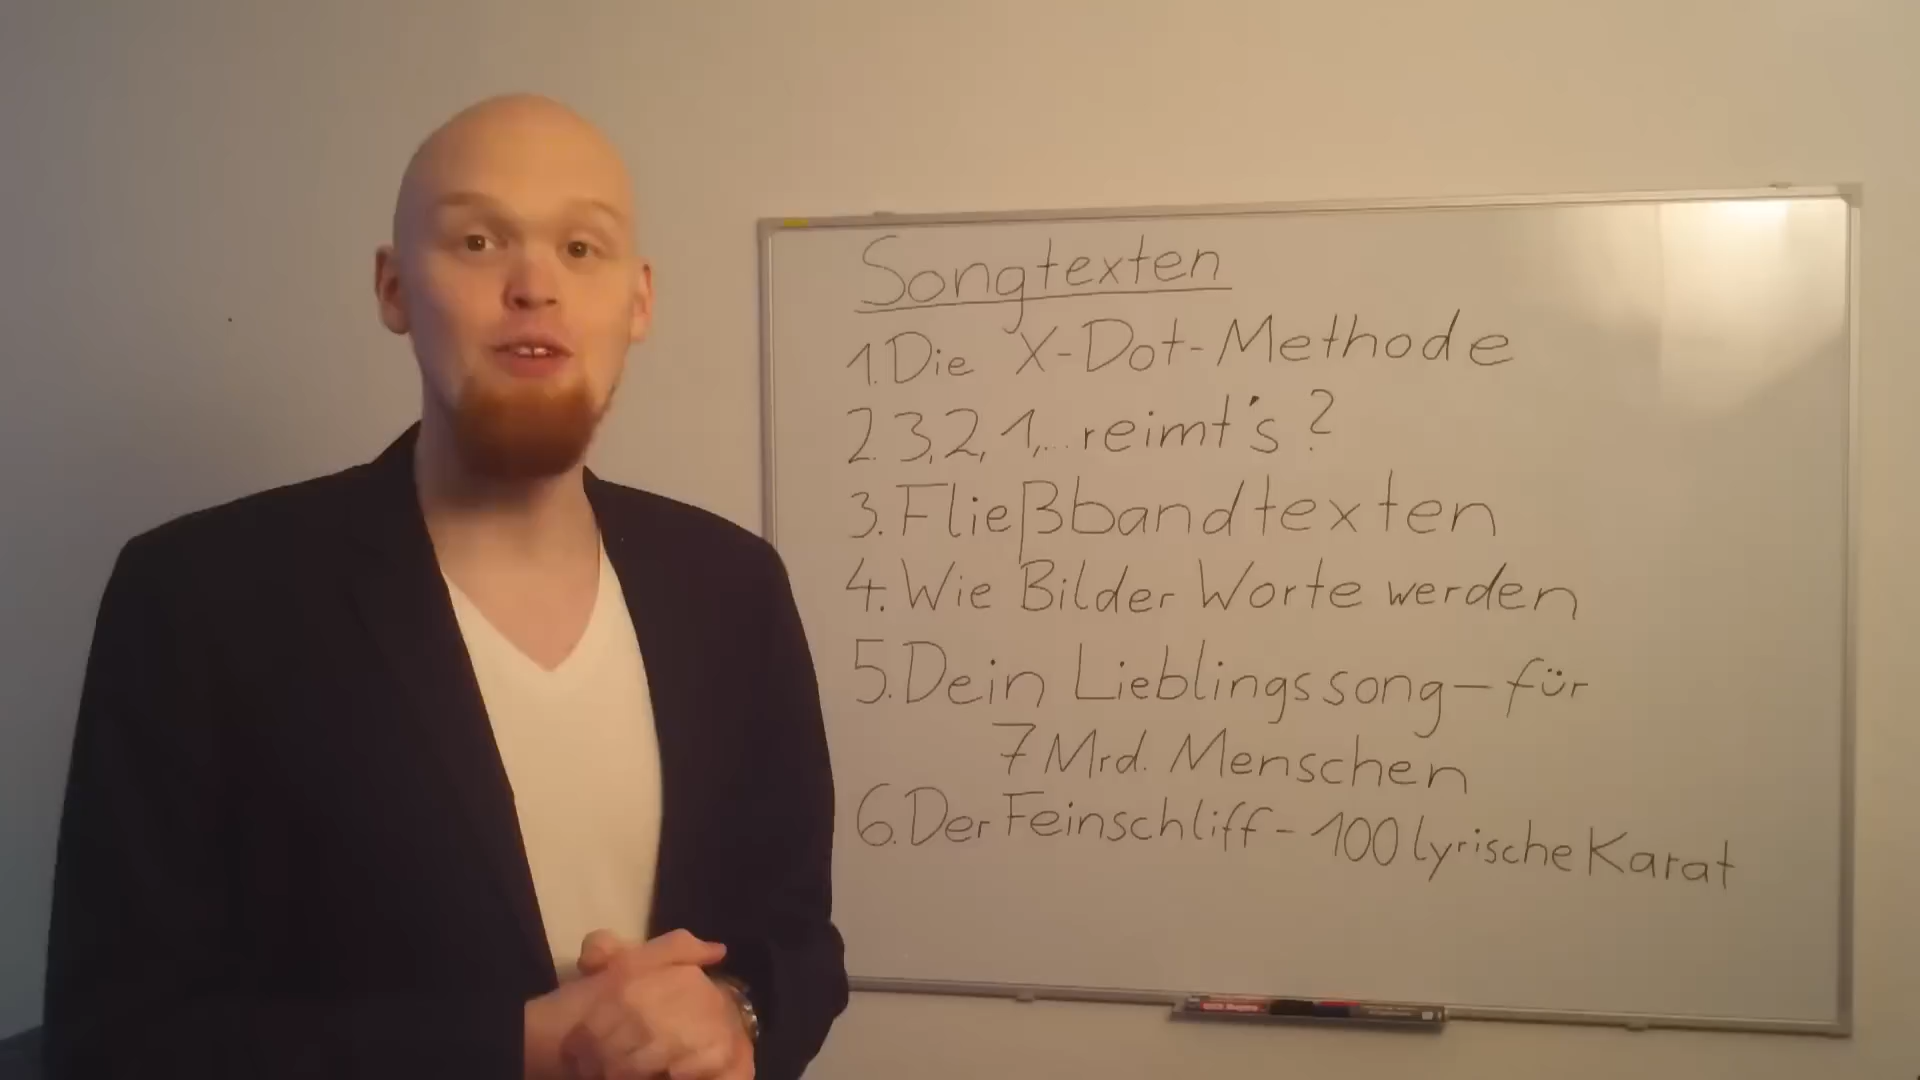 Songtexten
1. Die X-Dot-Methode
2. 3, 2, 1,... reimt's?
3. Fließbandtexten
4. Wie Bilder Worte werden
5. Dein Lieblingssong – für
7 Mrd. Menschen
6. Der Feinschliff - 100 lyrische Karat